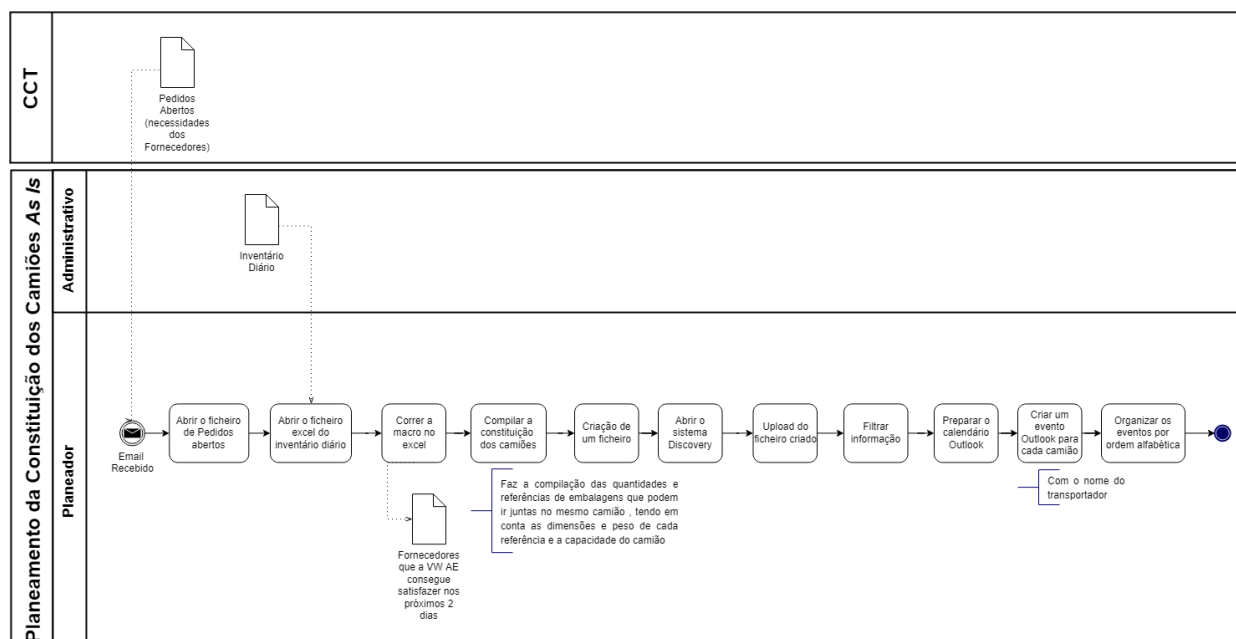 CCT
Pedidos
Abertos
(necessidades
dos
Fornecedores)
Planeamento da Constituição dos Camiões As Is
Administrativo
Inventário
Diário
Planeador
Email
Recebido
Abrir o ficheiro
de Pedidos
abertos
Abrir o ficheiro
excel do
inventário diário
Correr a
macro no
excel
Compilar a
constituição
dos camiões
Criação de
um ficheiro
Abrir o
sistema
Discovery
Upload do
ficheiro criado
Filtrar
informação
Preparar o
calendário
Outlook
Criar um
evento
Outlook para
cada camião
Organizar os
eventos por
ordem alfabética
Fornecedores
que a VW AE
consegue
satisfazer nos
próximos 2
dias
Faz a compilação das quantidades e
referências de embalagens que podem
ir juntas no mesmo camião , tendo em
conta as dimensões e peso de cada
referência e a capacidade do camião
Com o nome do
transportador